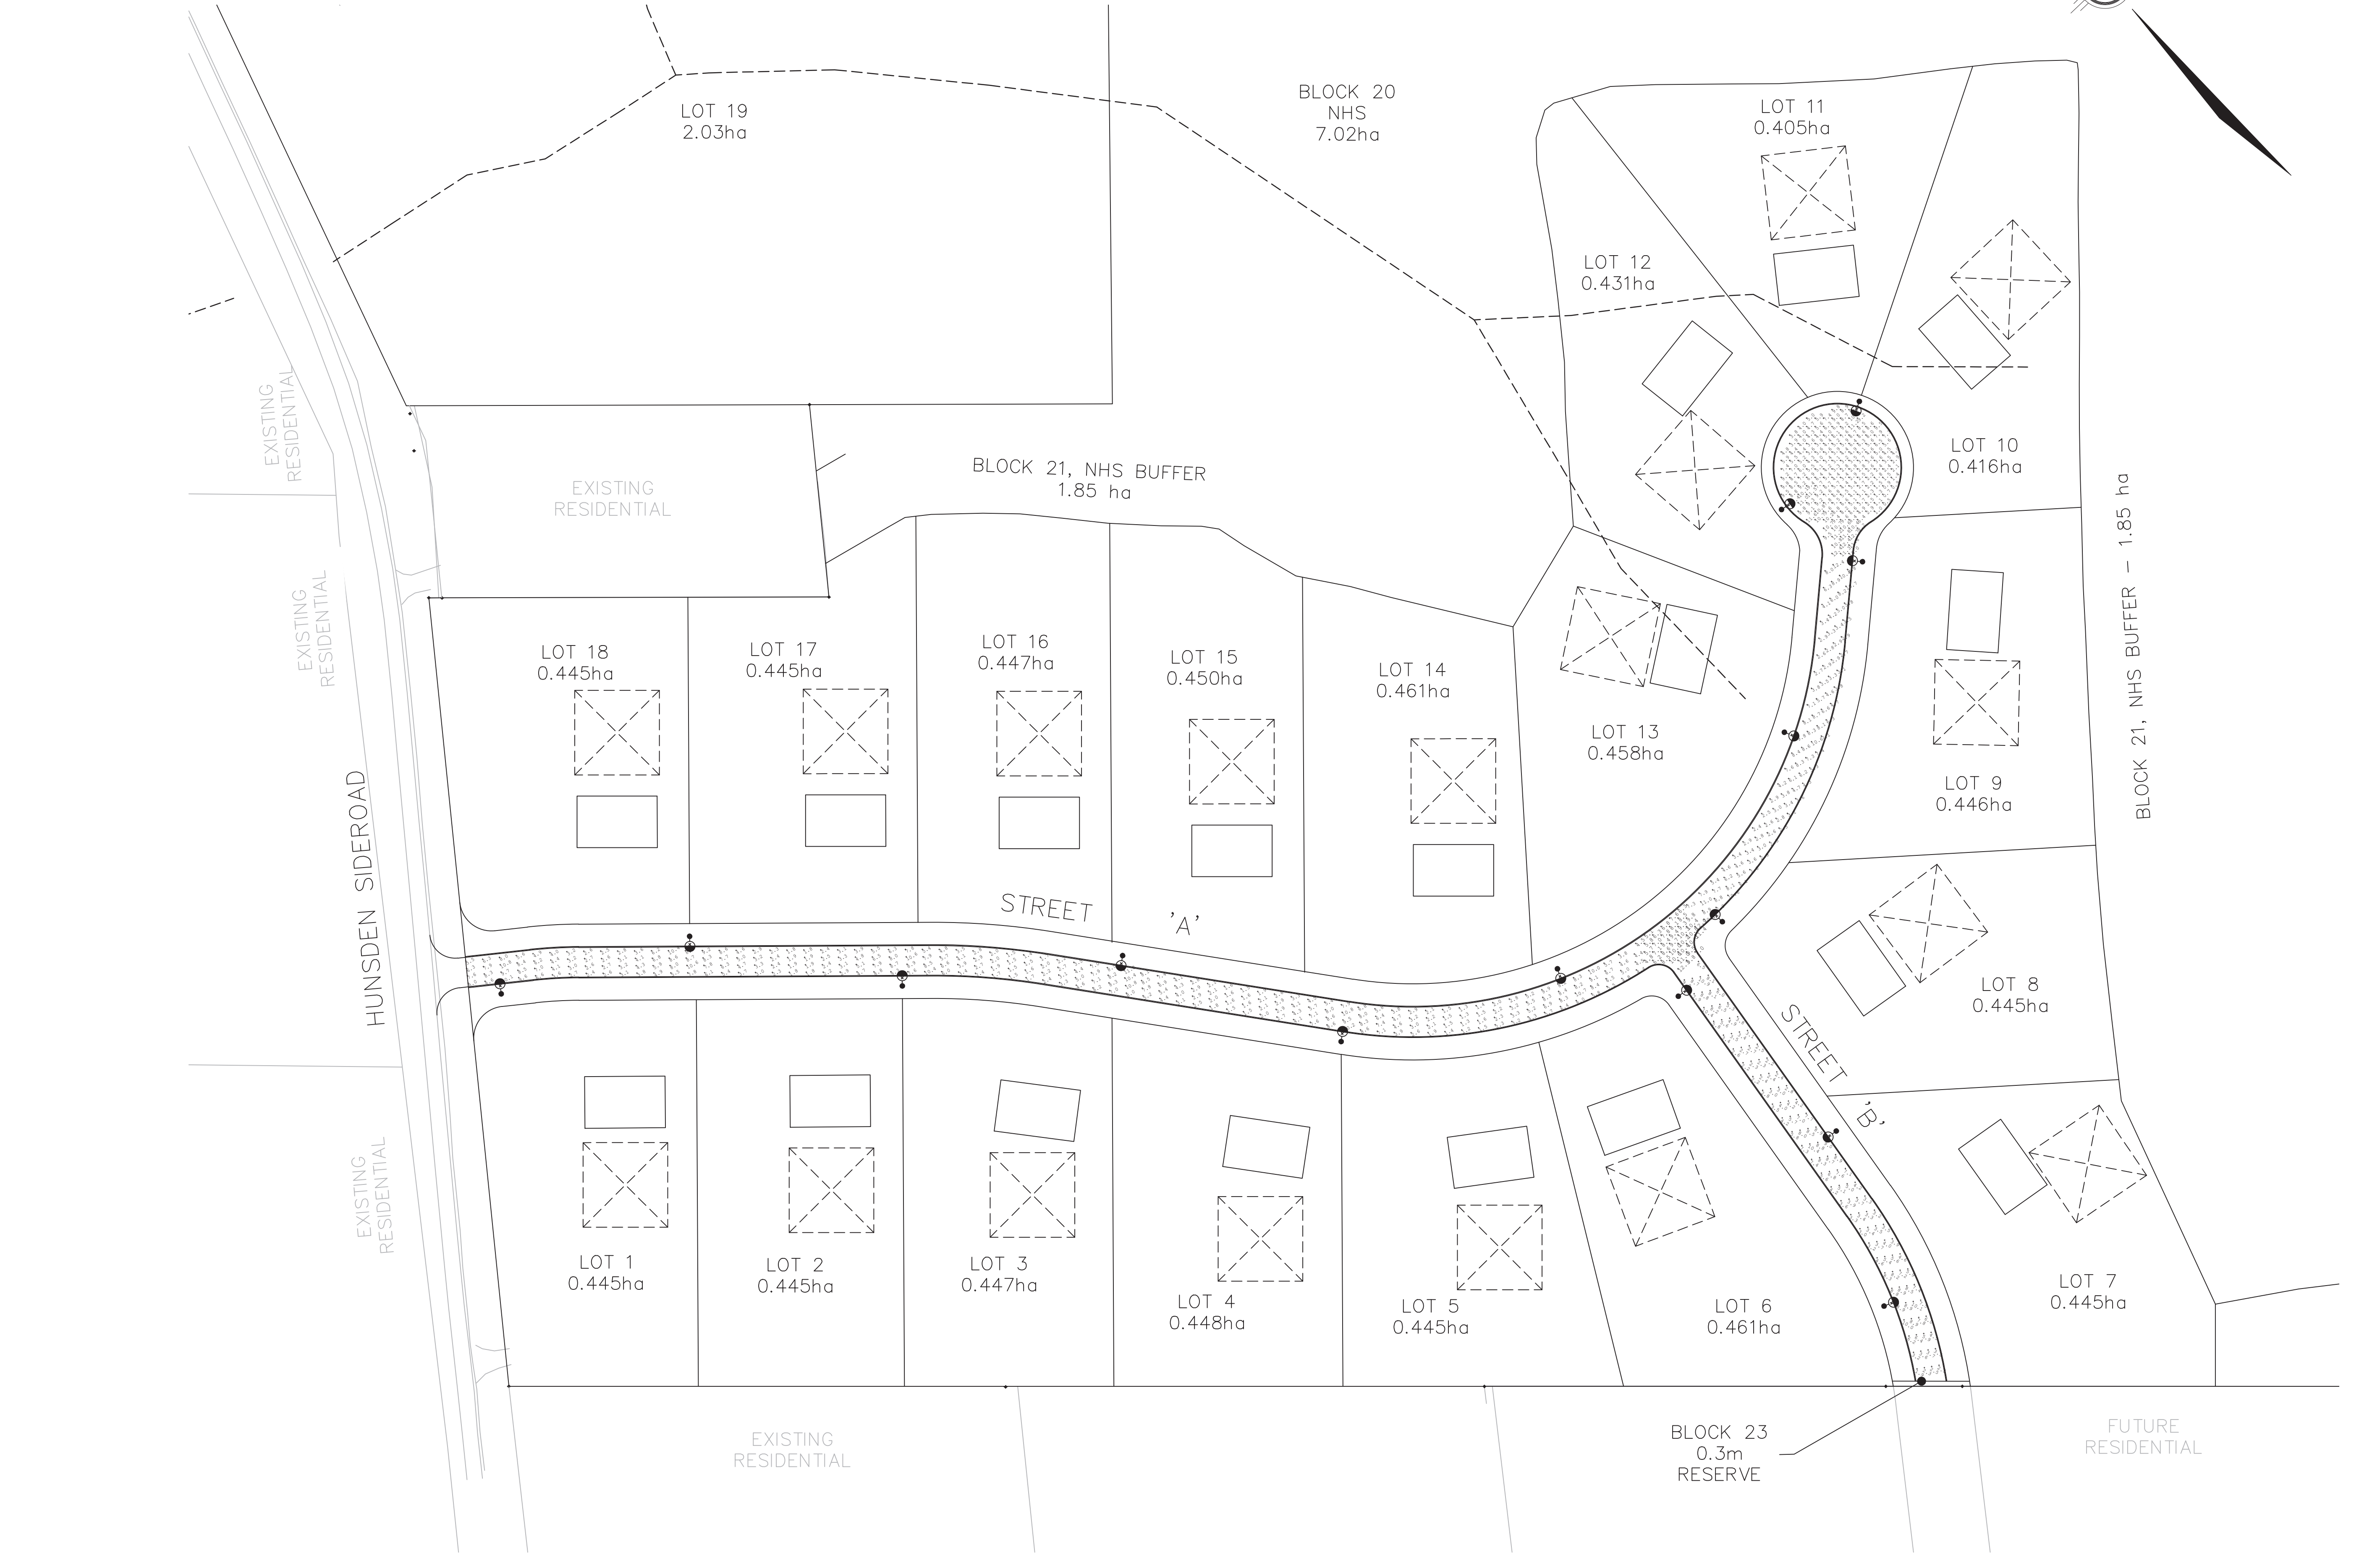 LOT 19
2.03ha
BLOCK 20
NHS
7.02ha
LOT 11
0.405ha
LOT 12
0.431ha
LOT 10
0.416ha
EXISTING
RESIDENTIAL
EXISTING
RESIDENTIAL
BLOCK 21, NHS BUFFER
1.85 ha
BLOCK 21, NHS BUFFER – 1.85 ha
EXISTING
RESIDENTIAL
LOT 18
0.445ha
LOT 17
0.445ha
LOT 16
0.447ha
LOT 15
0.450ha
LOT 14
0.461ha
LOT 13
0.458ha
LOT 9
0.446ha
HUNSDEN SIDEROAD
STREET 'A'
LOT 8
0.445ha
STREET 'B'
EXISTING
RESIDENTIAL
LOT 1
0.445ha
LOT 2
0.445ha
LOT 3
0.447ha
LOT 4
0.448ha
LOT 5
0.445ha
LOT 6
0.461ha
LOT 7
0.445ha
EXISTING
RESIDENTIAL
BLOCK 23
0.3m
RESERVE
FUTURE
RESIDENTIAL